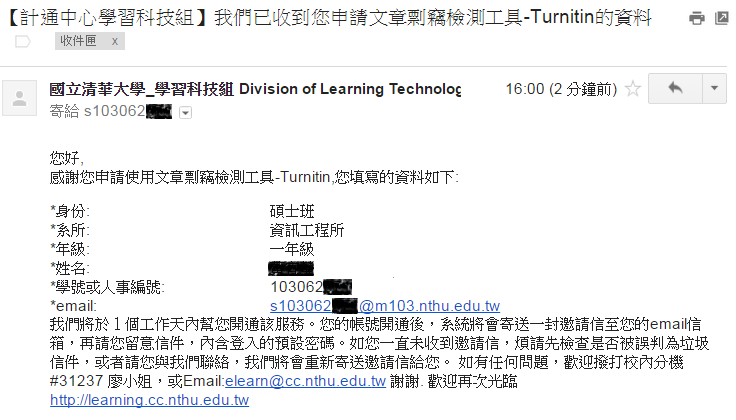 【計通中心學習科技組】我們已收到您申請文章剽竊檢測工具-Turnitin的資料
收件匣 x
國立清華大學_學習科技組 Division of Learning Technolog
16:00 (2 分鐘前)
寄給 s103062
您好,
感謝您申請使用文章剽竊檢測工具-Turnitin,您填寫的資料如下:
*身份: 碩士班
*系所: 資訊工程所
*年級: 一年級
*姓名:
*學號或人事編號: 103062
*email: s103062 @m103.nthu.edu.tw
我們將於 1 個工作天內幫您開通該服務。您的帳號開通後，系統將會寄送一封邀請信至您的email信
箱，再請您留意信件，內含登入的預設密碼。如您一直未收到邀請信，煩請先檢查是否被誤判為垃圾
信件，或者請您與我們聯絡，我們將會重新寄送邀請信給您。 如有任何問題，歡迎撥打校內分機
#31237 廖小姐，或Email:elearn@cc.nthu.edu.tw 謝謝. 歡迎再次光臨
http://learning.cc.nthu.edu.tw